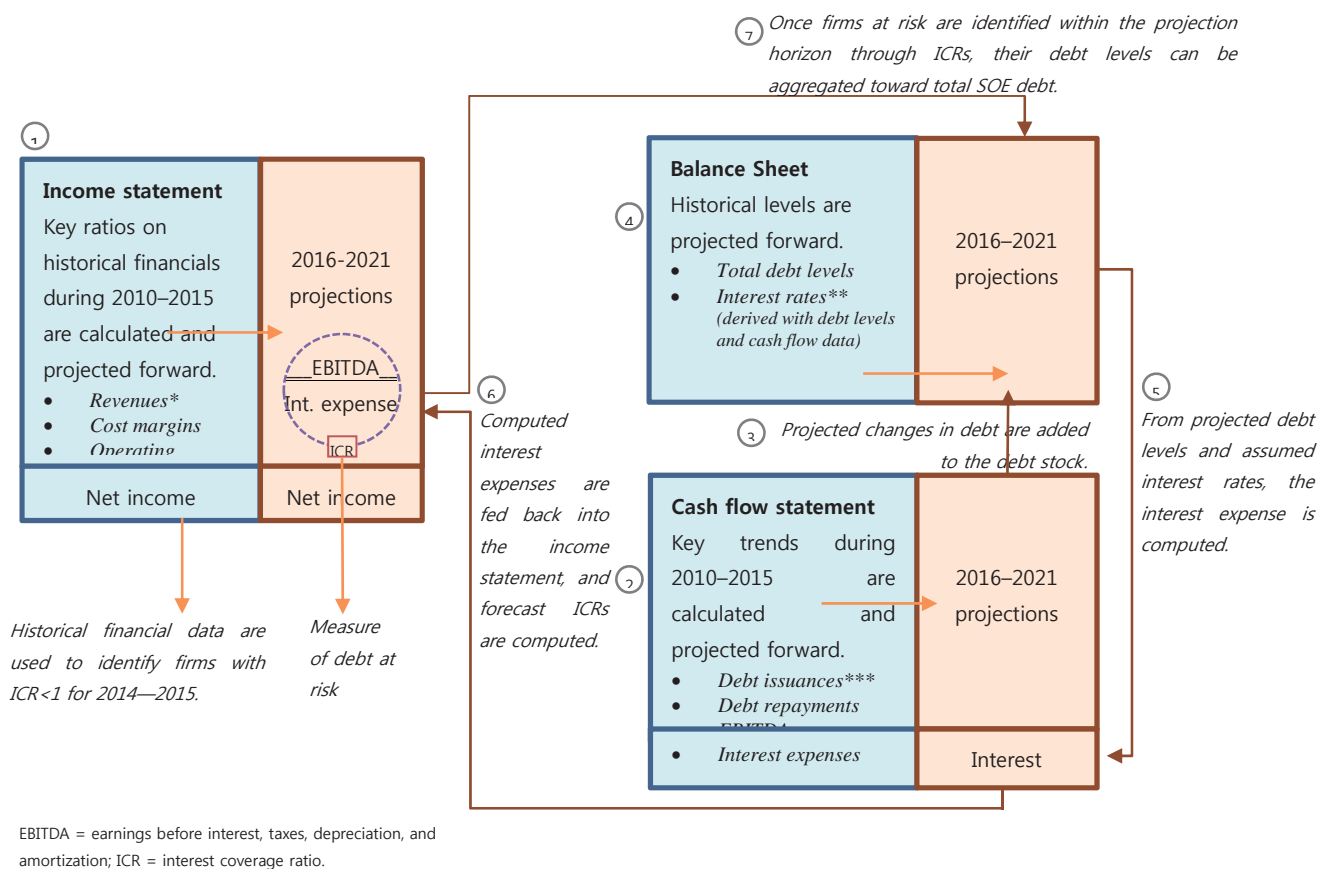 7
Once firms at risk are identified within the projection
horizon through ICRs, their debt levels can be
aggregated toward total SOE debt.
1
Income statement
Key ratios on
historical financials
during 2010–2015
are calculated and
projected forward.
• Revenues*
• Cost margins
• Operating
2016-2021
projections
__EBITDA__
Int. expense
ICR
Net income
Net income
Historical financial data are
used to identify firms with
ICR<1 for 2014—2015.
Measure
of debt at
risk
6
Computed
interest
expenses are
fed back into
the income
statement, and
forecast ICRs
are computed.
4
Balance Sheet
Historical levels are
projected forward.
• Total debt levels
• Interest rates**
(derived with debt levels
and cash flow data)
2016–2021
projections
3
Projected changes in debt are added
to the debt stock.
5
From projected debt
levels and assumed
interest rates, the
interest expense is
computed.
2
Cash flow statement
Key trends during
2010–2015 are
calculated and
projected forward.
• Debt issuances***
• Debt repayments
EBITDA
• Interest expenses
2016–2021
projections
Interest
EBITDA = earnings before interest, taxes, depreciation, and
amortization; ICR = interest coverage ratio.